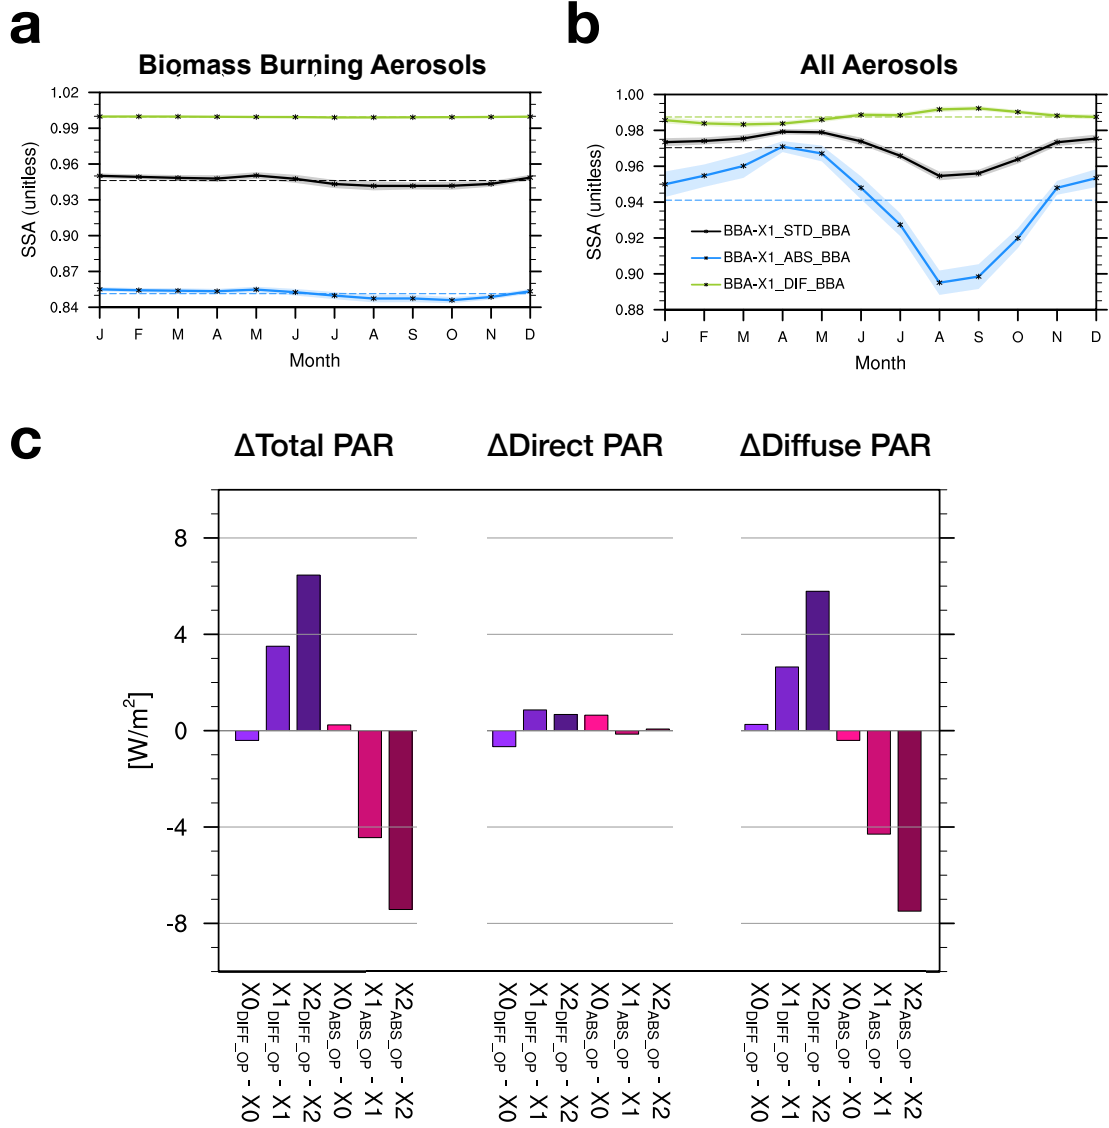 a
Biomass Burning Aerosols
1.02
0.99
0.96
0.93
0.90
0.87
0.84
SSA (unitless)
J F M A M J J A S O N D
Month
b
All Aerosols
1.00
0.98
0.96
0.94
0.92
0.90
0.88
SSA (unitless)
BBA-X1_STD_BBA
BBA-X1_ABS_BBA
BBA-X1_DIF_BBA
J F M A M J J A S O N D
Month
c
ΔTotal PAR
ΔDirect PAR
ΔDiffuse PAR
8
4
0
-4
-8
[W/m²]
X0DIFF_OP - X0
X1DIFF_OP - X1
X2DIFF_OP - X2
X0ABS_OP - X0
X1ABS_OP - X1
X2ABS_OP - X2
X0DIFF_OP - X0
X1DIFF_OP - X1
X2DIFF_OP - X2
X0ABS_OP - X0
X1ABS_OP - X1
X2ABS_OP - X2
X0DIFF_OP - X0
X1DIFF_OP - X1
X2DIFF_OP - X2
X0ABS_OP - X0
X1ABS_OP - X1
X2ABS_OP - X2